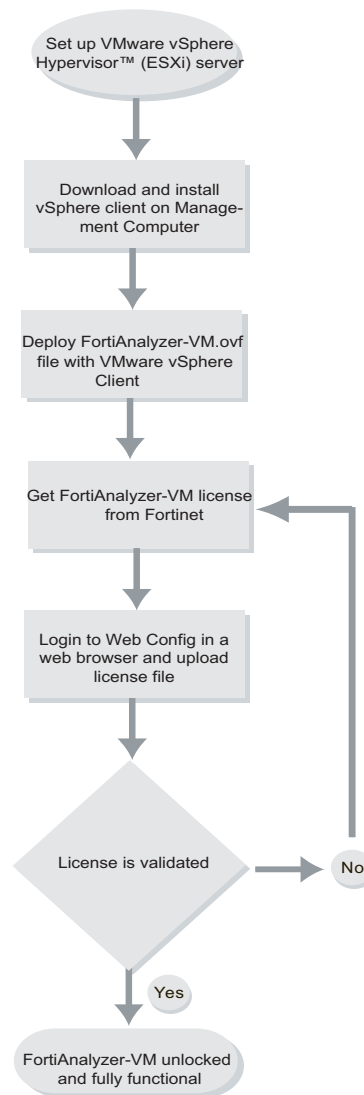 Set up VMware vSphere
Hypervisor™ (ESXi) server
Download and install
vSphere client on Manage-
ment Computer
Deploy FortiAnalyzer-VM.ovf
file with VMware vSphere
Client
Get FortiAnalyzer-VM license
from Fortinet
Login to Web Config in a
web browser and upload
license file
License is validated
No
Yes
FortiAnalyzer-VM unlocked
and fully functional